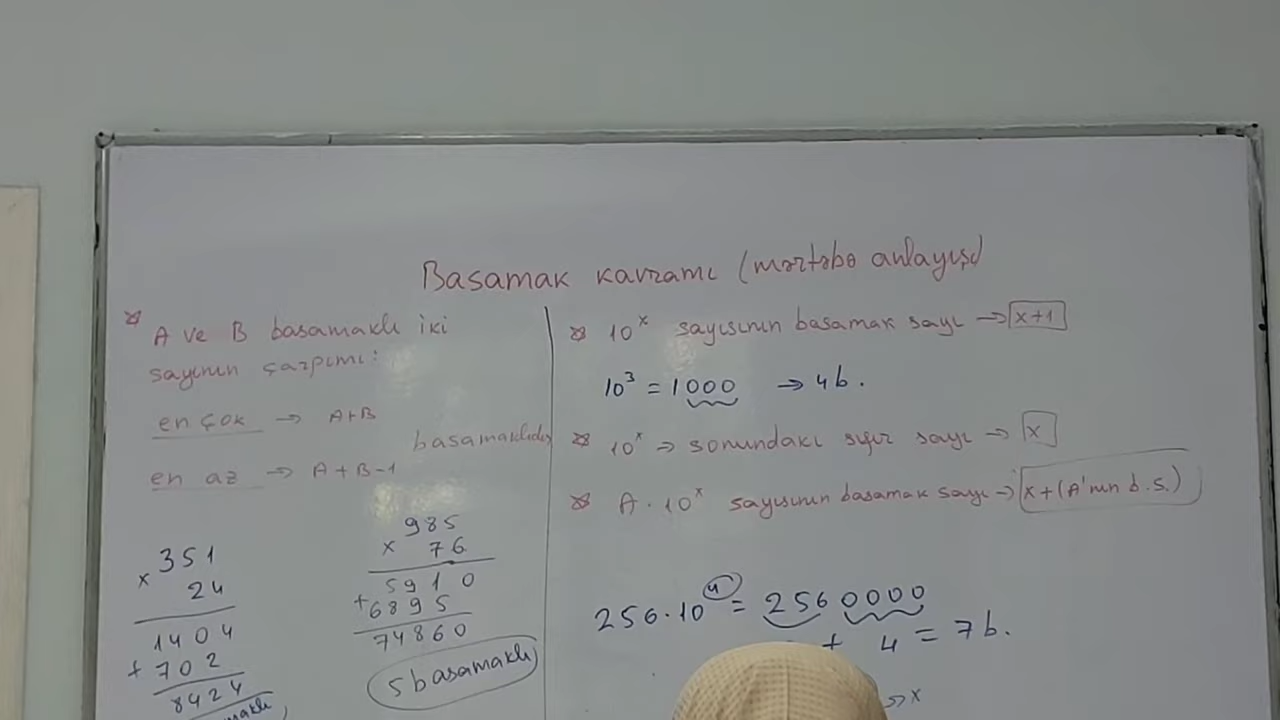 Basamak kavramı (mərtəbə anlayışı)
* A ve B basamaklı iki
sayının çarpımı:
en çok → A+B
basamaklıdır
en az → A+B-1
351
x 24
1404
+ 702
8424
985
x 76
5910
+6895
74860
5 basamaklı
* 10^x sayısının basamak sayı → x+1
10^3 = 1000 → 4b.
* 10^x → sonundakı sıfır sayı → x
* A · 10^x sayısının basamak sayı → x+(A'nın b.s.)
256·10^4 = 2560000
+ 4 = 7b.
→ x